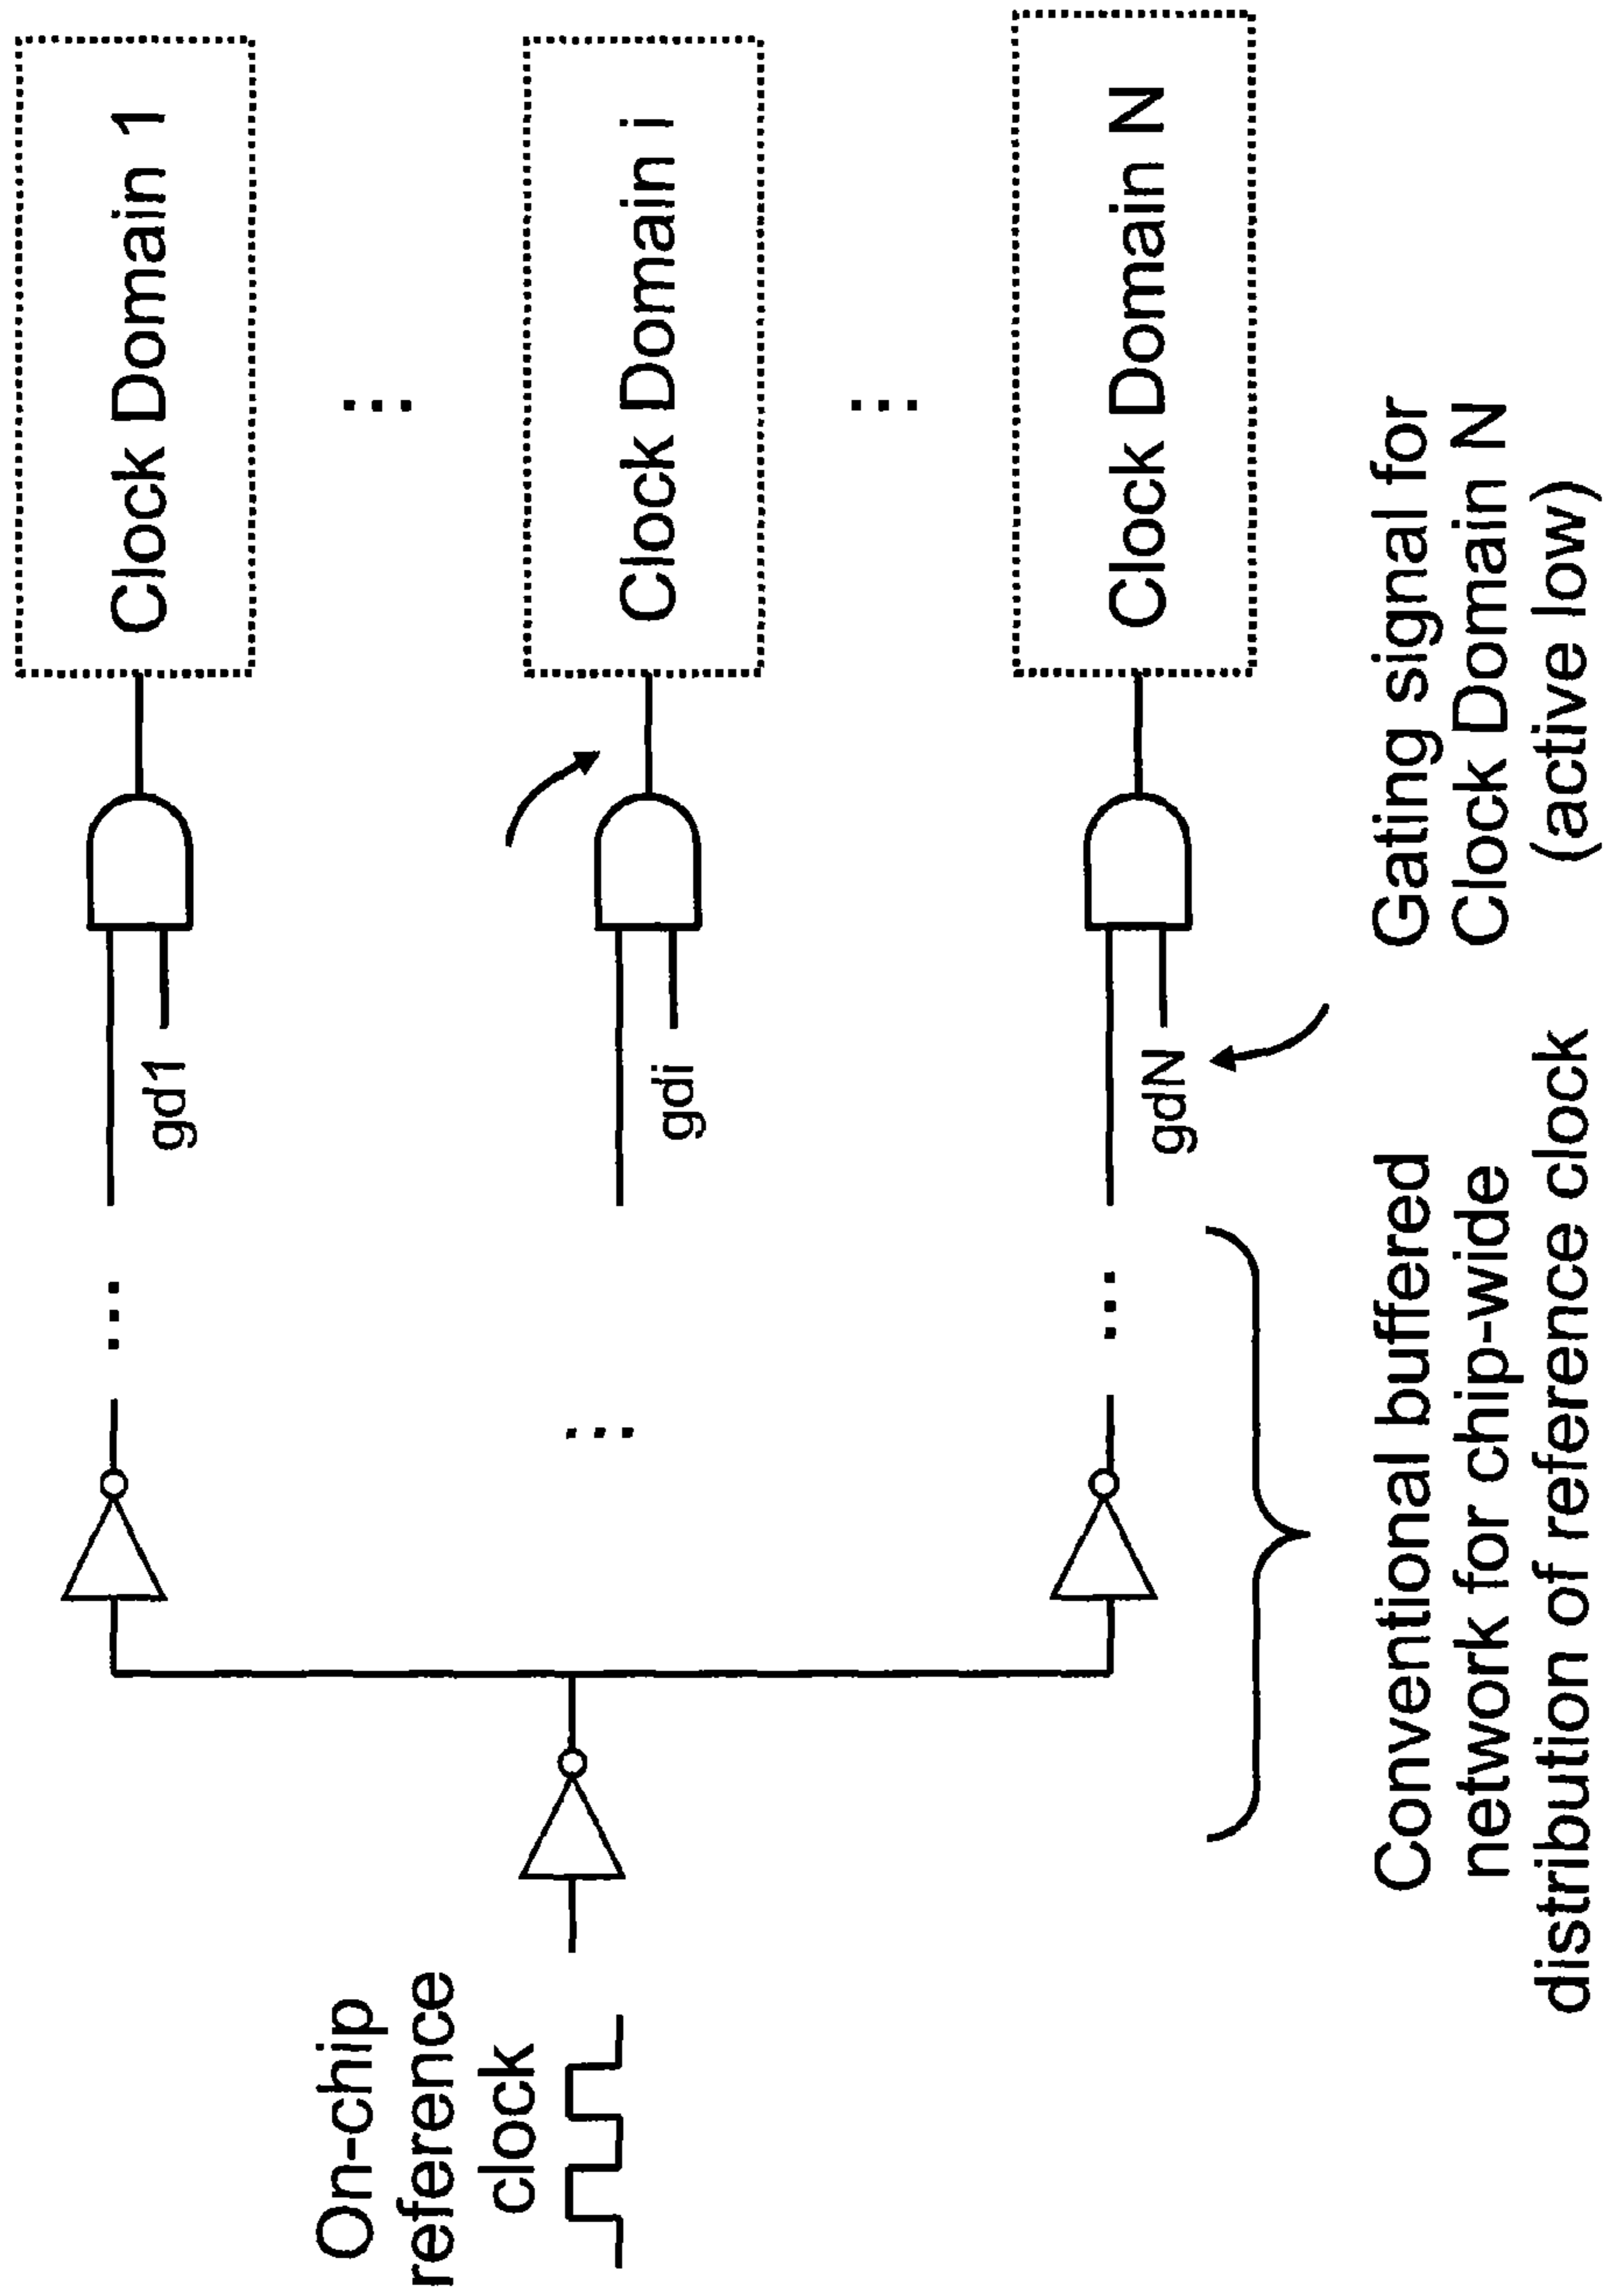 Clock Domain 1
gd1
On-chip
reference
clock
Clock Domain i
gdi
Clock Domain N
gdN
Conventional buffered
network for chip-wide
distribution of reference clock
Gating signal for
Clock Domain N
(active low)